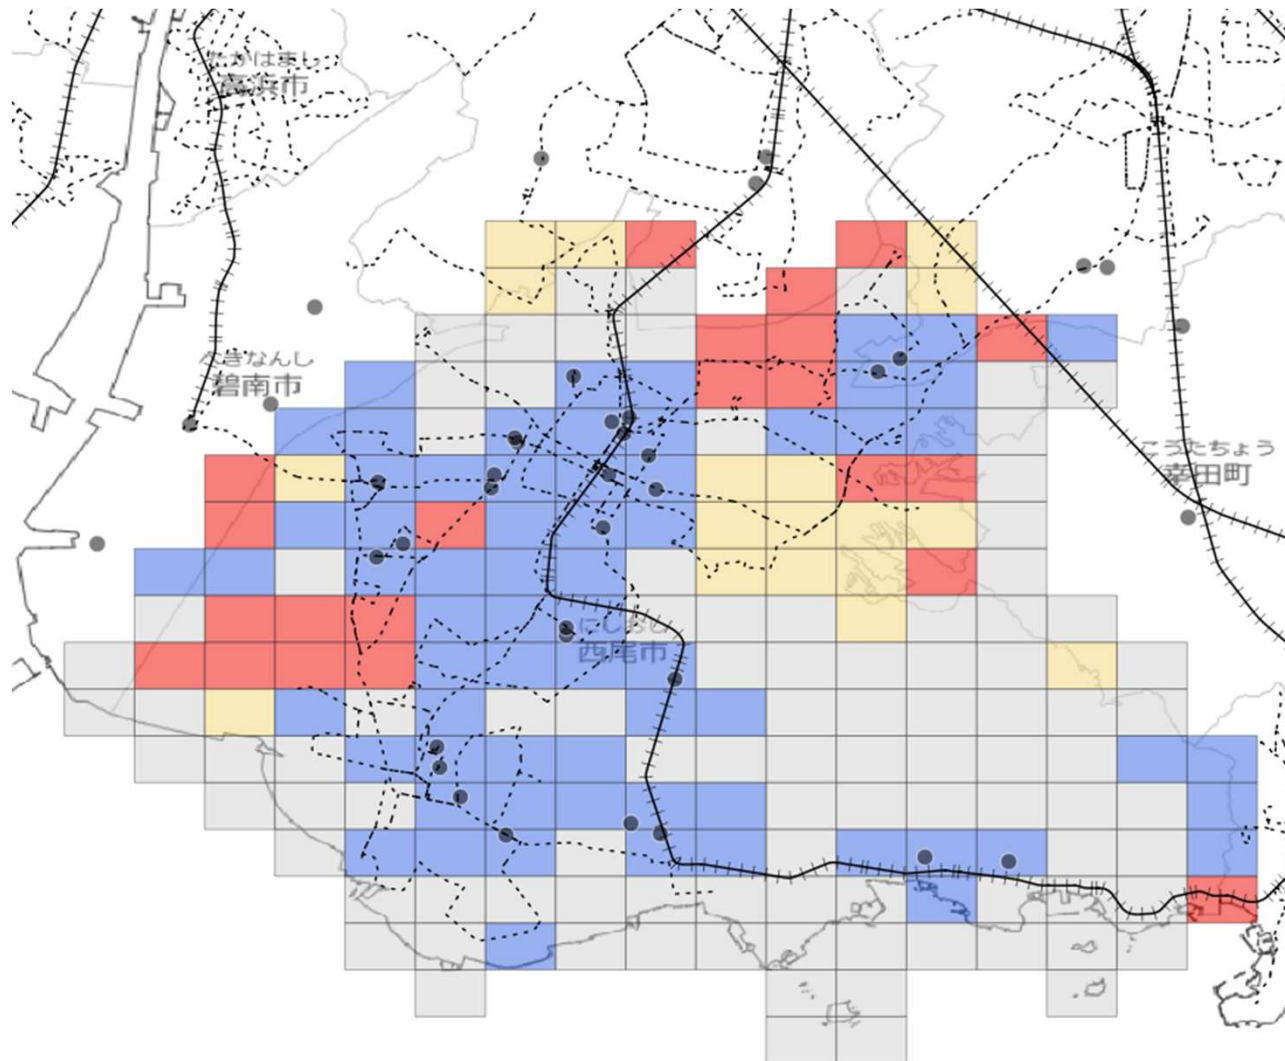 たかはまし
高浜市
へきなんし
碧南市
こうたちょう
幸田町
にしおし
西尾市